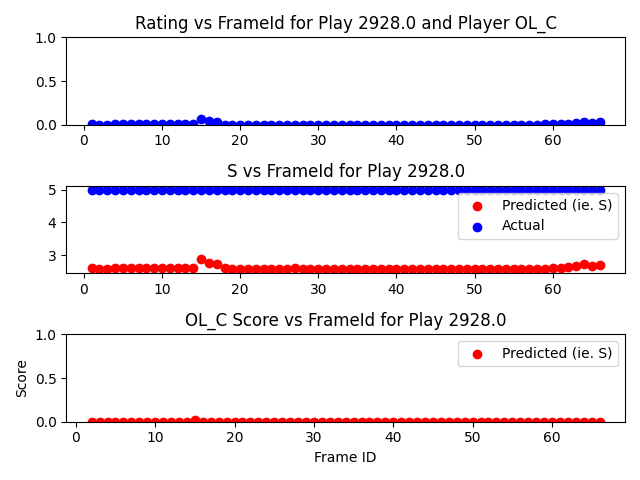 Rating vs FrameId for Play 2928.0 and Player OL_C
1.0
0.5
0.0
0 10 20 30 40 50 60
S vs FrameId for Play 2928.0
5
4
3
Predicted (ie. S)
Actual
0 10 20 30 40 50 60
OL_C Score vs FrameId for Play 2928.0
1.0
0.5
0.0
Score
Predicted (ie. S)
0 10 20 30 40 50 60
Frame ID